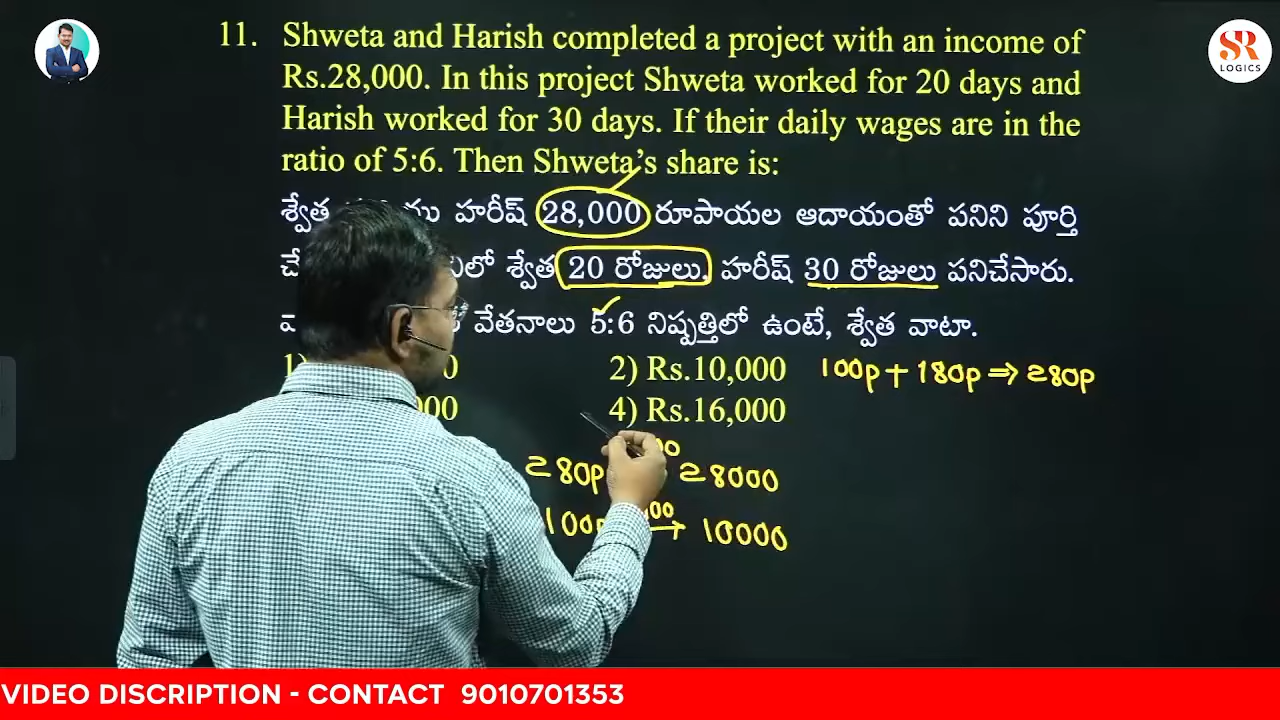 11. Shweta and Harish completed a project with an income of
Rs.28,000. In this project Shweta worked for 20 days and
Harish worked for 30 days. If their daily wages are in the
ratio of 5:6. Then Shweta's share is:
శ్వేత హరీష్ 28,000 రూపాయల ఆదాయంతో పనిని పూర్తి
శ్వేత 20 రోజులు, హరీష్ 30 రోజులు పనిచేసారు.
వేతనాలు 5:6 నిష్పత్తిలో ఉంటే, శ్వేత వాటా.
2) Rs.10,000 100p+180p⇒280p
4) Rs.16,000
280p 28000
100p → 10000
SR
LOGICS
VIDEO DISCRIPTION - CONTACT 9010701353